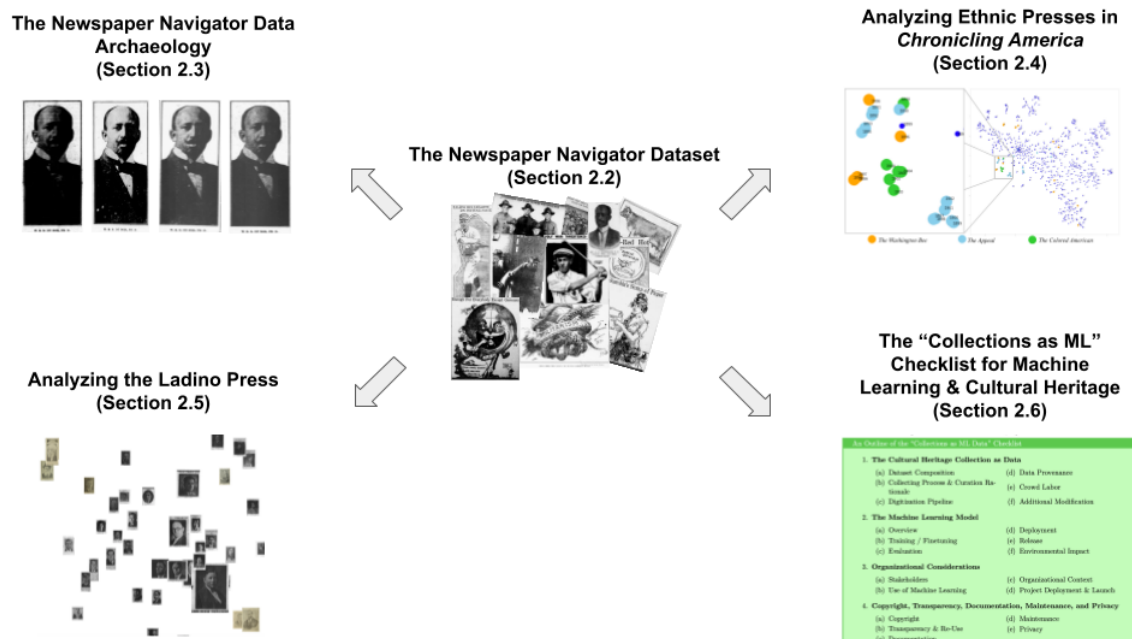 The Newspaper Navigator Data
Archaeology
(Section 2.3)
Analyzing Ethnic Presses in
Chronicling America
(Section 2.4)
The Washington Bee
The Appeal
The Colored American
The Newspaper Navigator Dataset
(Section 2.2)
Analyzing the Ladino Press
(Section 2.5)
The “Collections as ML”
Checklist for Machine
Learning & Cultural Heritage
(Section 2.6)
An Outline of the “Collections as ML Data” Checklist
1. The Cultural Heritage Collection as Data
(a) Dataset Composition
(b) Collecting Process & Curation Ra-
tionale
(c) Digitization Pipeline
(d) Data Provenance
(e) Crowd Labor
(f) Additional Modification
2. The Machine Learning Model
(a) Overview
(b) Training / Finetuning
(c) Evaluation
(d) Deployment
(e) Release
(f) Environmental Impact
3. Organizational Considerations
(a) Stakeholders
(b) Use of Machine Learning
(c) Organizational Context
(d) Project Deployment & Launch
4. Copyright, Transparency, Documentation, Maintenance, and Privacy
(a) Copyright
(b) Transparency & Re-Use
(d) Maintenance
(e) Privacy